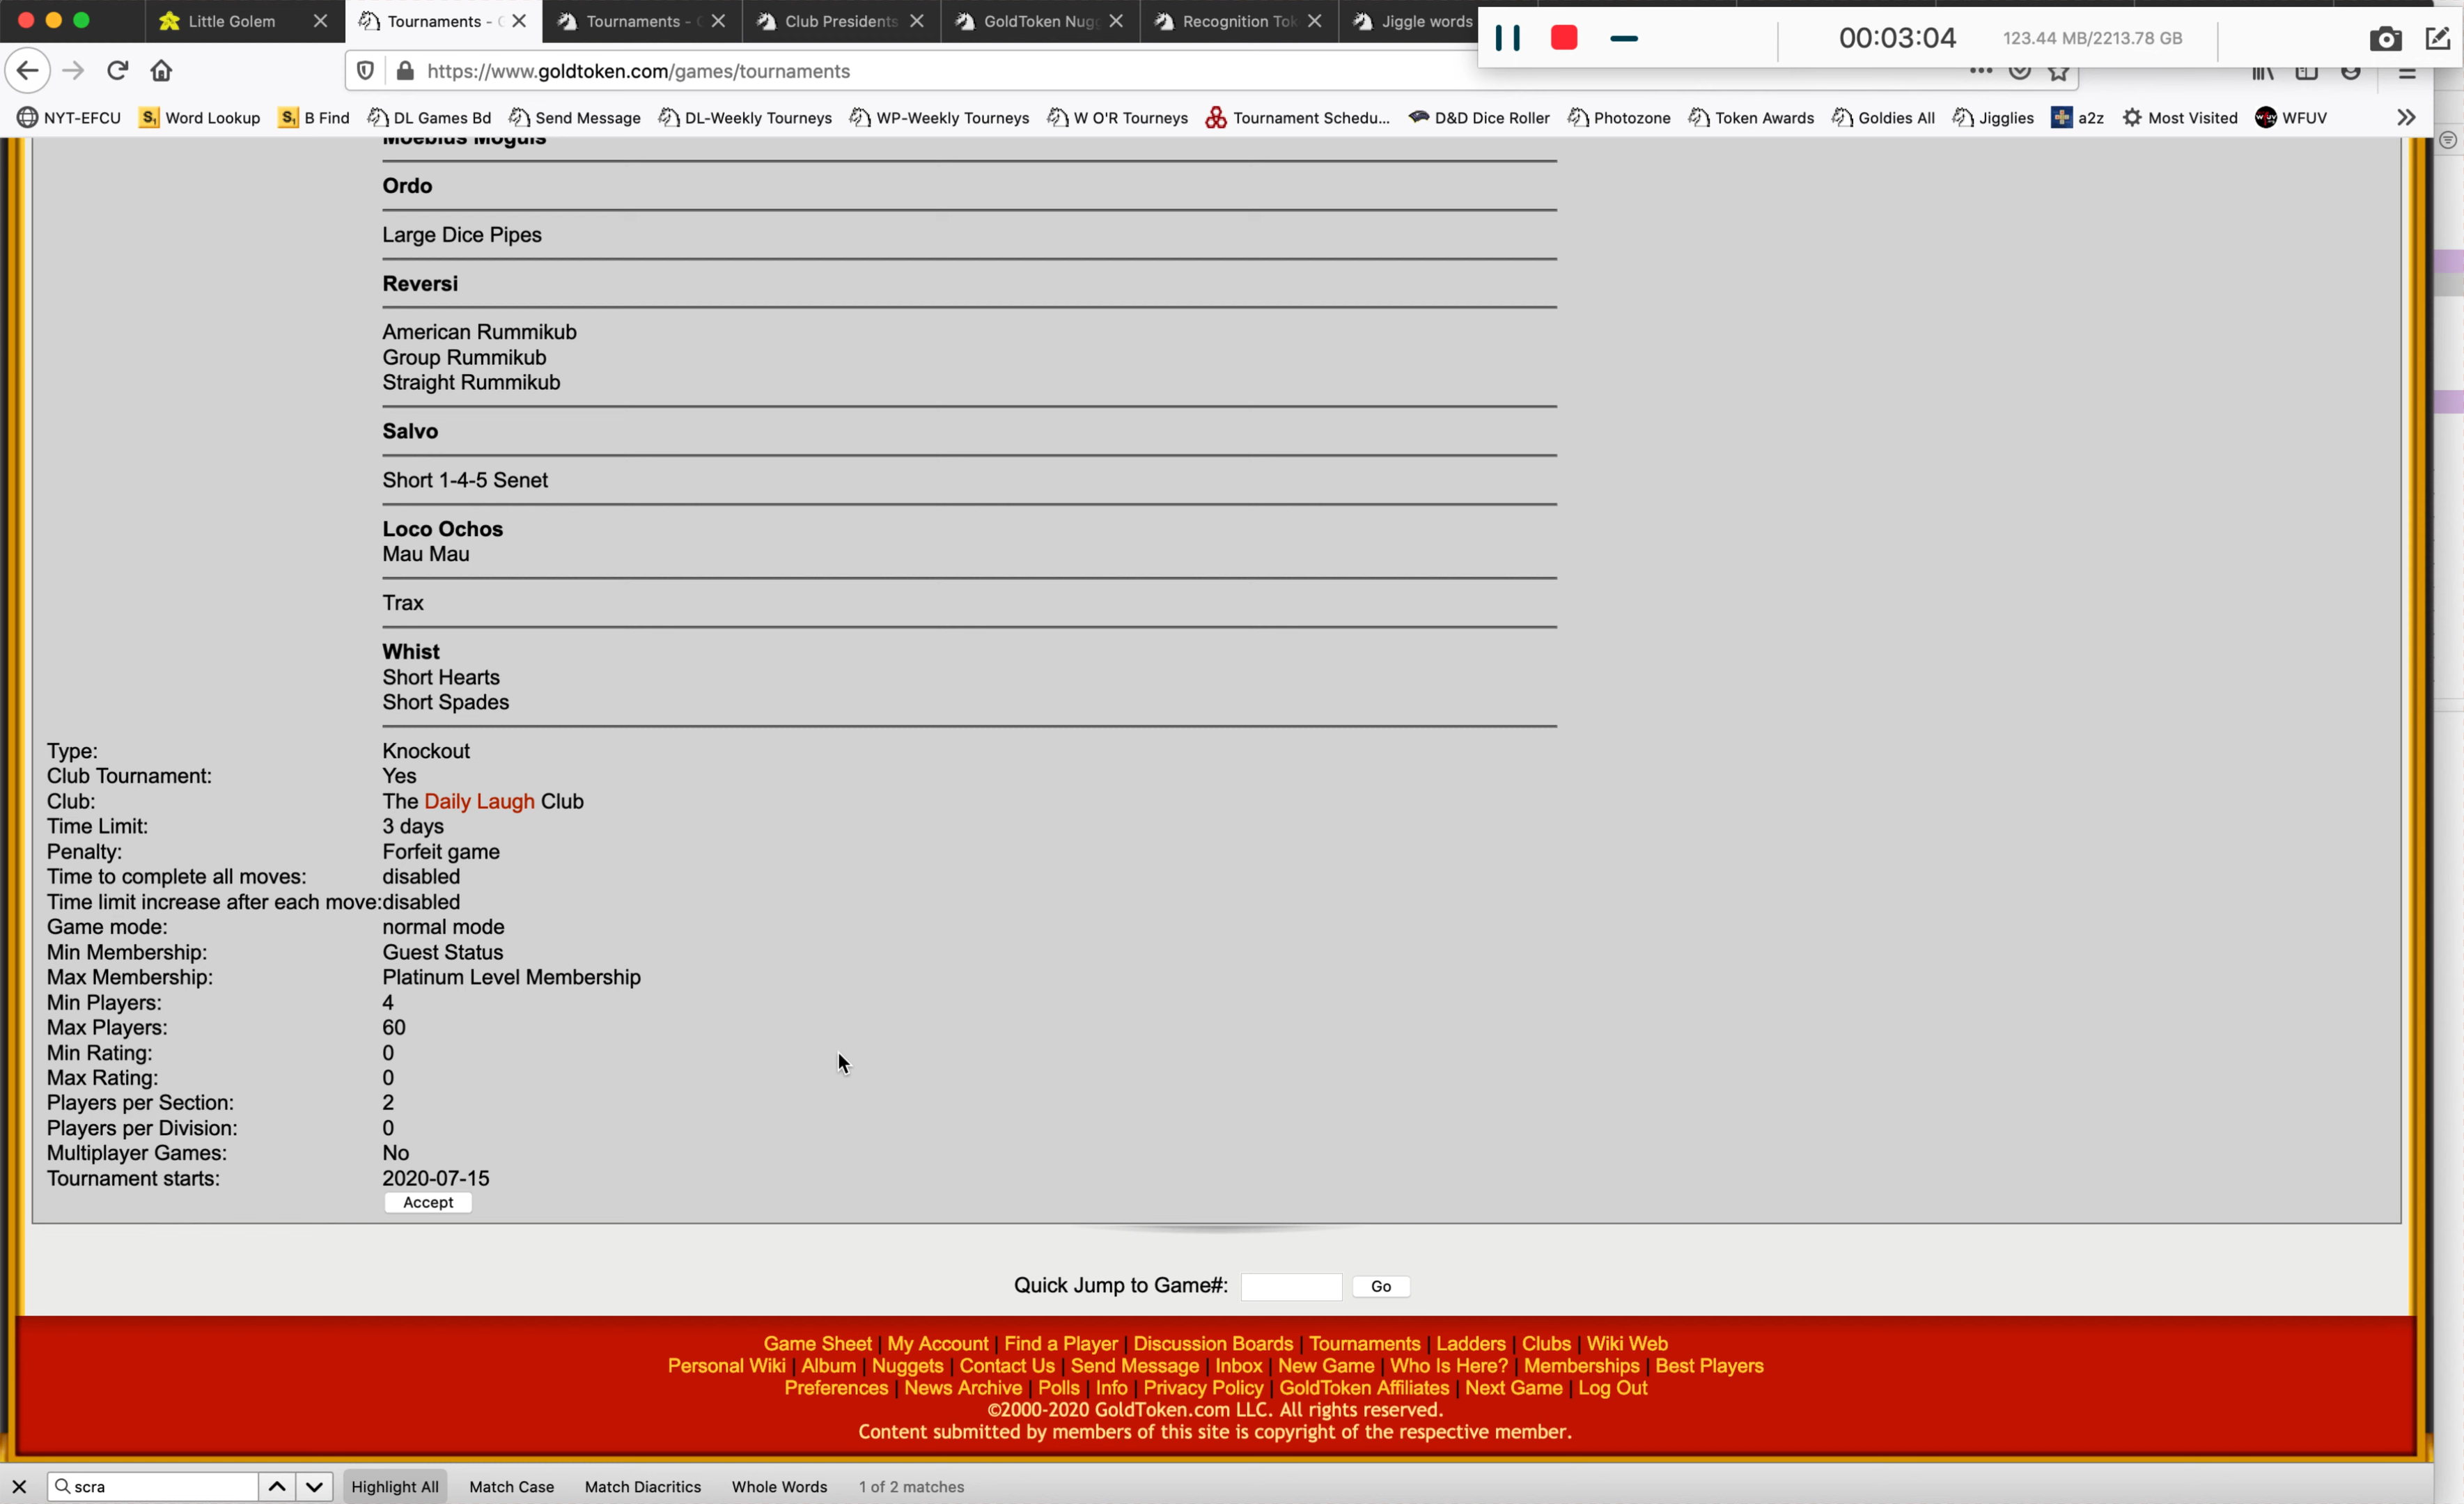 Little Golem
Tournaments - G
Tournaments - G
Club Presidents
GoldToken Nugg
Recognition Tok
Jiggle words
00:03:04
123.44 MB/2213.78 GB
https://www.goldtoken.com/games/tournaments
NYT-EFCU
Word Lookup
B Find
DL Games Bd
Send Message
DL-Weekly Tourneys
WP-Weekly Tourneys
W O'R Tourneys
Tournament Schedu...
D&D Dice Roller
Photozone
Token Awards
Goldies All
Jigglies
a2z
Most Visited
WFUV
Moebius Moguls
Ordo
Large Dice Pipes
Reversi
American Rummikub
Group Rummikub
Straight Rummikub
Salvo
Short 1-4-5 Senet
Loco Ochos
Mau Mau
Trax
Whist
Short Hearts
Short Spades
Type: Knockout
Club Tournament: Yes
Club: The Daily Laugh Club
Time Limit: 3 days
Penalty: Forfeit game
Time to complete all moves: disabled
Time limit increase after each move:disabled
Game mode: normal mode
Min Membership: Guest Status
Max Membership: Platinum Level Membership
Min Players: 4
Max Players: 60
Min Rating: 0
Max Rating: 0
Players per Section: 2
Players per Division: 0
Multiplayer Games: No
Tournament starts: 2020-07-15
Accept
Quick Jump to Game#: Go
Game Sheet | My Account | Find a Player | Discussion Boards | Tournaments | Ladders | Clubs | Wiki Web
Personal Wiki | Album | Nuggets | Contact Us | Send Message | Inbox | New Game | Who Is Here? | Memberships | Best Players
Preferences | News Archive | Polls | Info | Privacy Policy | GoldToken Affiliates | Next Game | Log Out
©2000-2020 GoldToken.com LLC. All rights reserved.
Content submitted by members of this site is copyright of the respective member.
scra
Highlight All
Match Case
Match Diacritics
Whole Words
1 of 2 matches